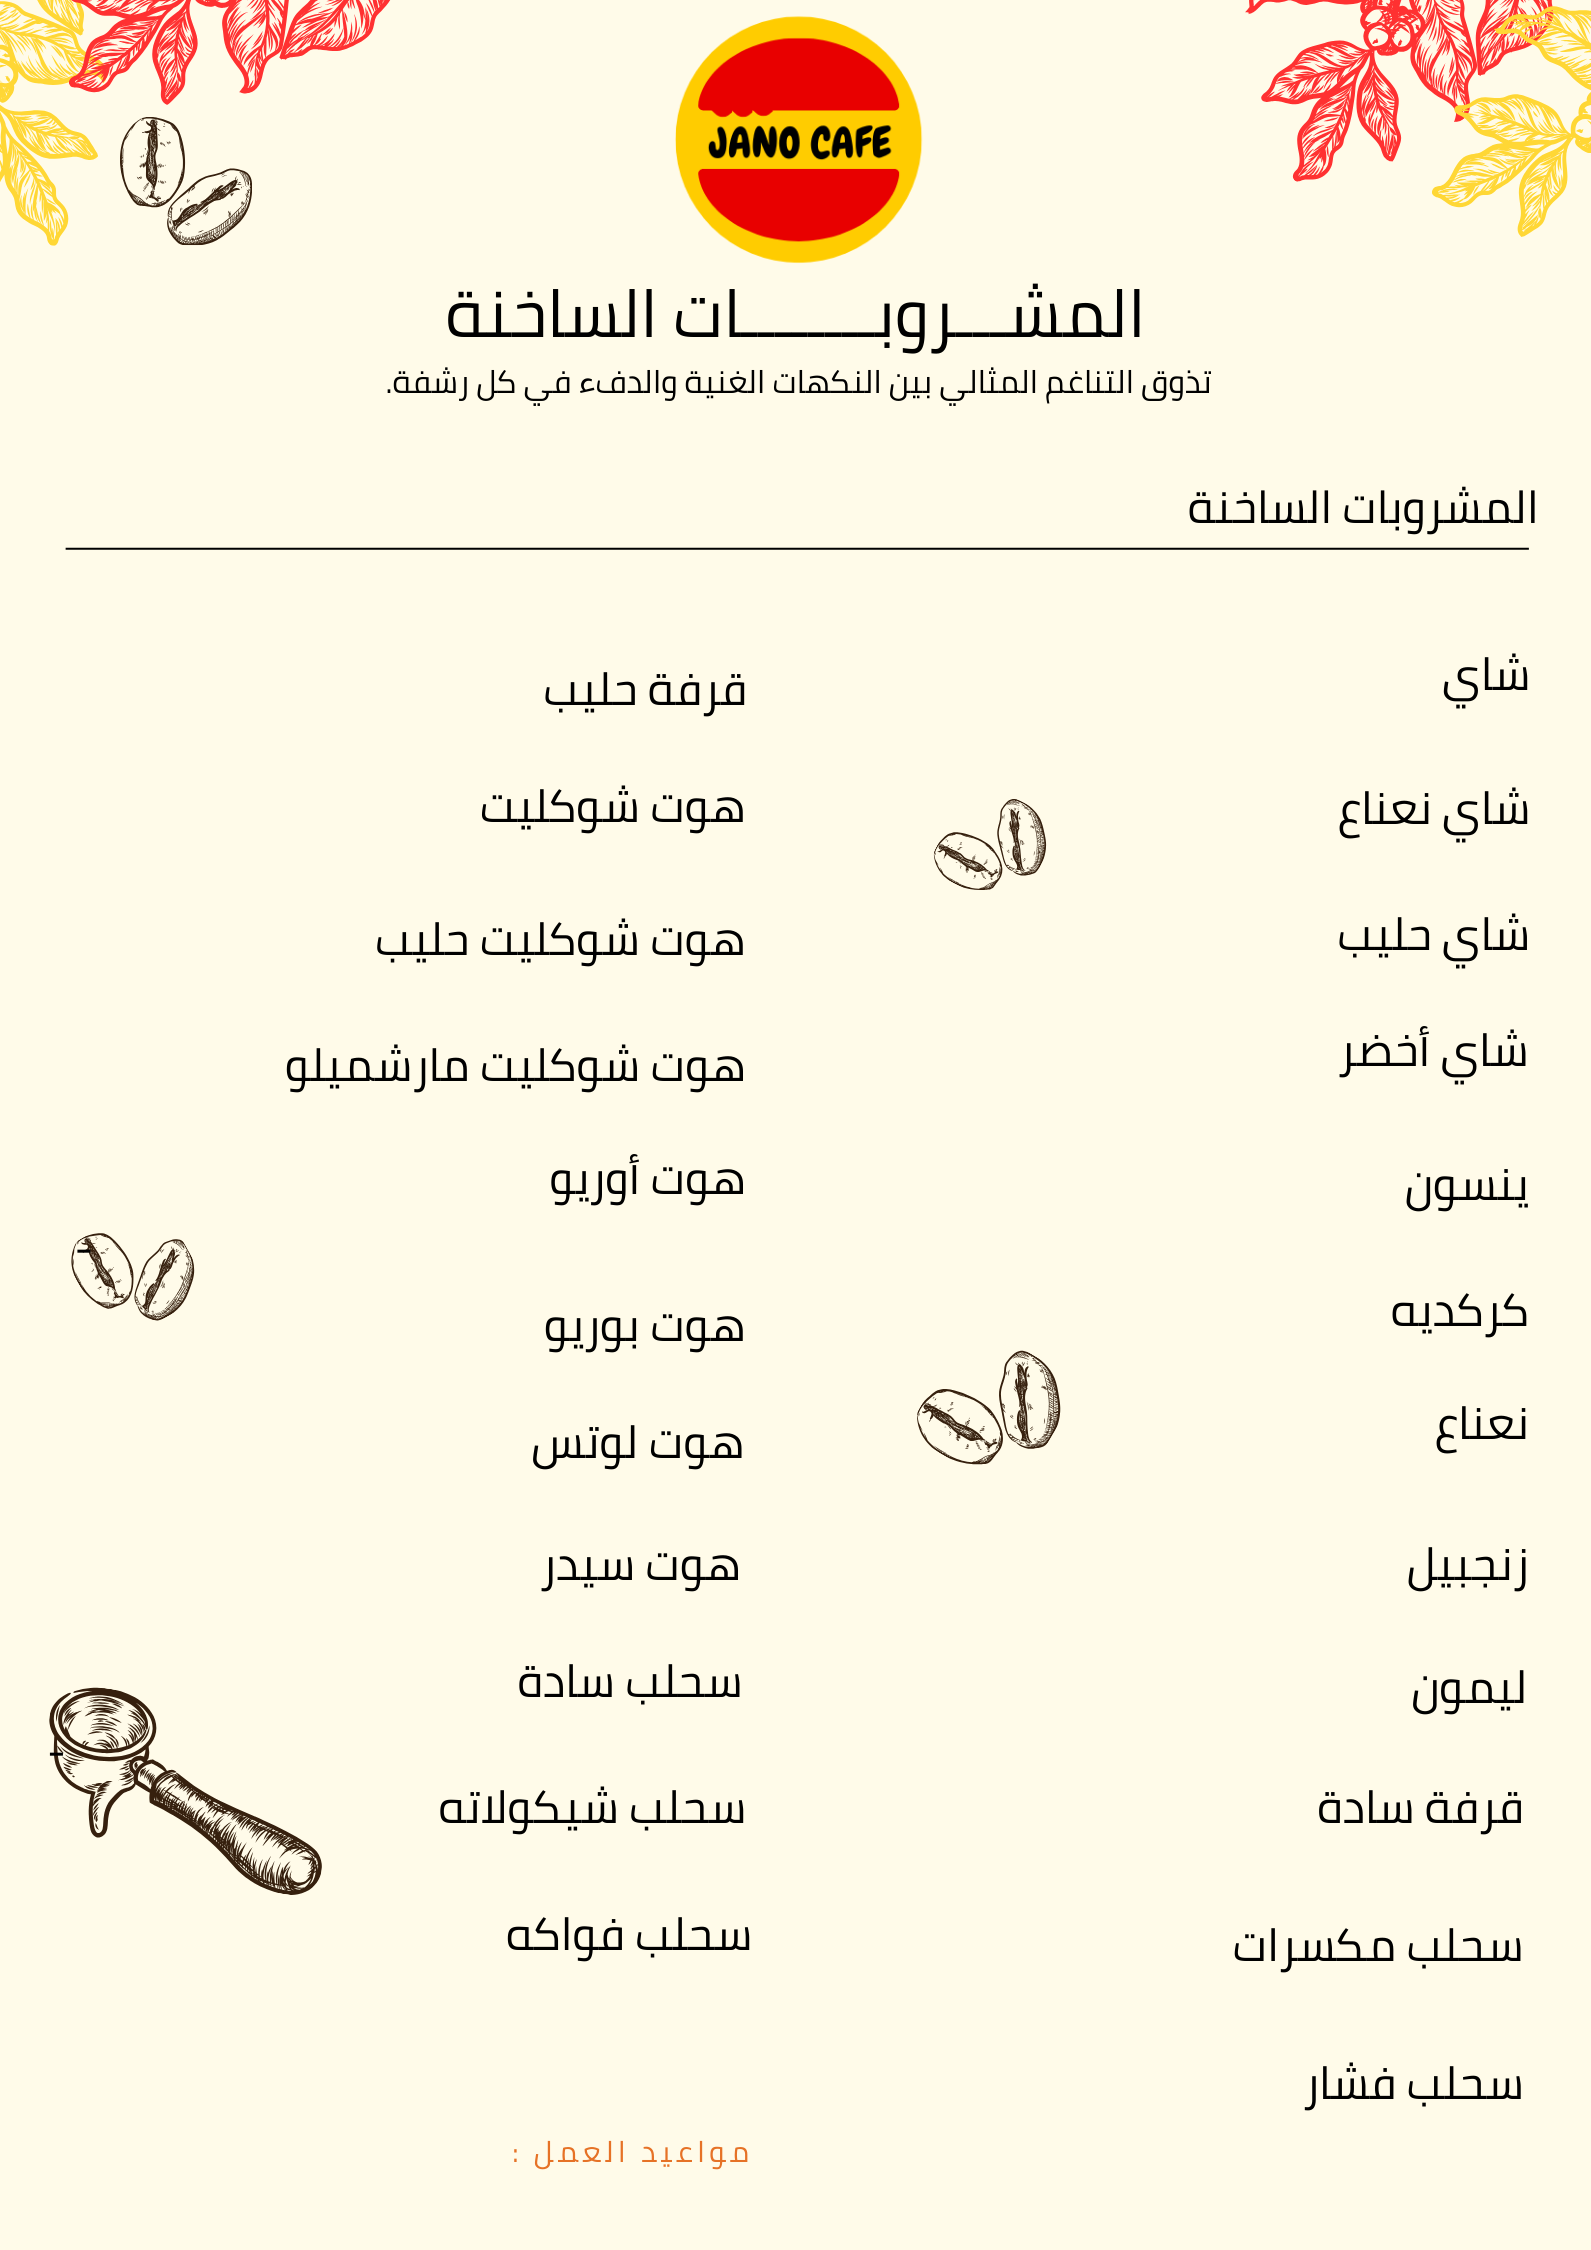 JANO CAFE
المشـــروبـــــــات الساخنة
تذوق التناغم المثالي بين النكهات الغنية والدفء في كل رشفة.
المشروبات الساخنة
شاي
شاي نعناع
شاي حليب
شاي أخضر
ينسون
كركديه
نعناع
زنجبيل
ليمون
قرفة سادة
سحلب مكسرات
سحلب فشار
قرفة حليب
هوت شوكليت
هوت شوكليت حليب
هوت شوكليت مارشميلو
هوت أوريو
هوت بوريو
هوت لوتس
هوت سيدر
سحلب سادة
سحلب شيكولاته
سحلب فواكه
مواعيد العمل :